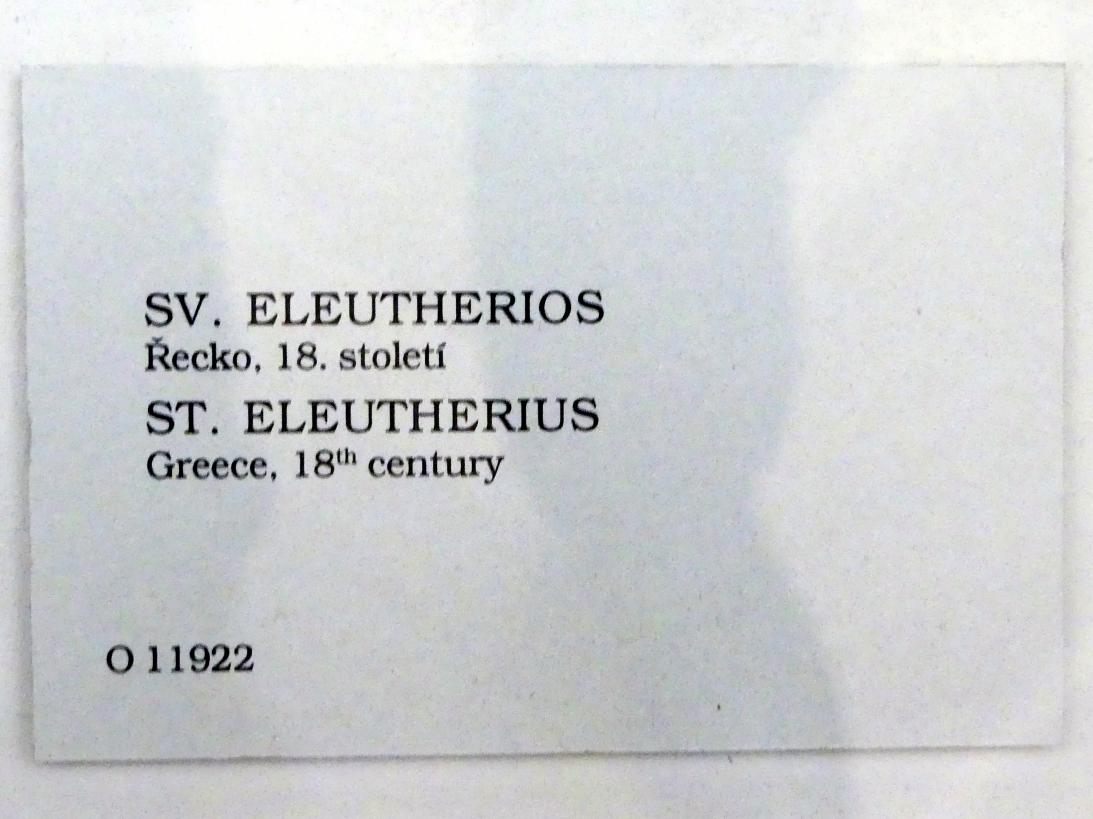 SV. ELEUTHERIOS
Řecko, 18. století
ST. ELEUTHERIUS
Greece, 18th century
O 11922